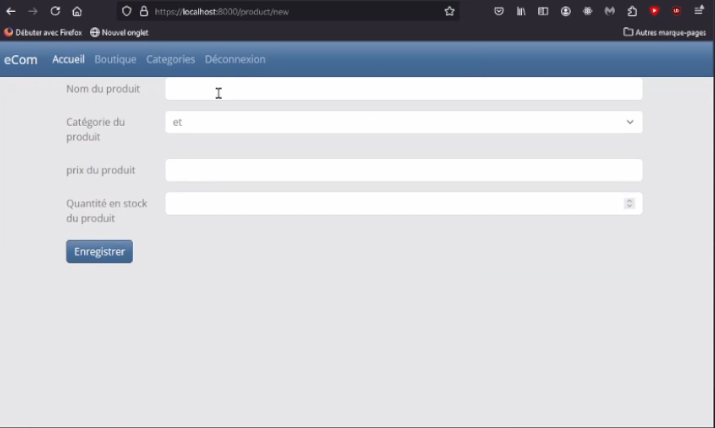 https://localhost:8000/product/new
Débuter avec Firefox Nouvel onglet Autres marque-pages
eCom Accueil Boutique Categories Déconnexion
Nom du produit
Catégorie du
produit
et
prix du produit
Quantité en stock
du produit
Enregistrer